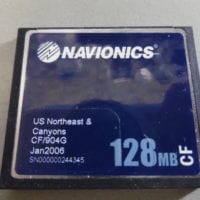 NAVIONICS
US Northeast &
Canyons
CF/904G
Jan2006
SN000000244345
128MB CF